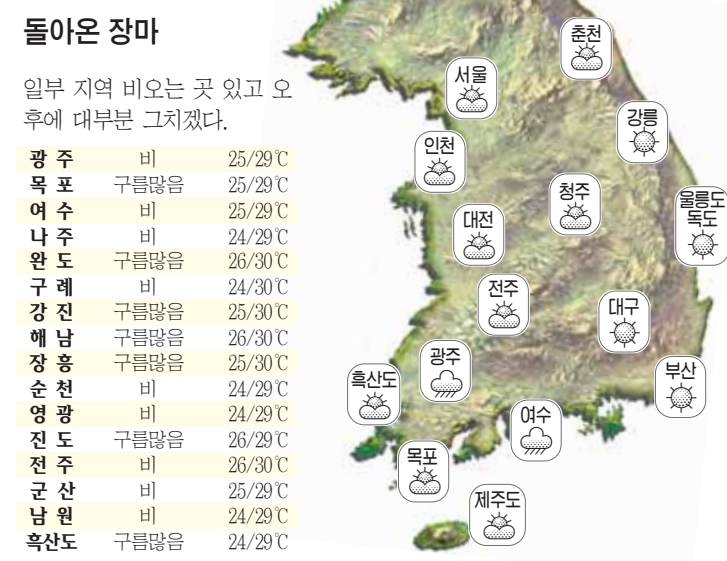 돌아온 장마
일부 지역 비오는 곳 있고 오
후에 대부분 그치겠다.
광 주 비 25/29℃
목 포 구름많음 25/29℃
여 수 비 25/29℃
나 주 비 24/29℃
완 도 구름많음 26/30℃
구 례 비 24/30℃
강 진 구름많음 25/30℃
해 남 구름많음 26/30℃
장 흥 구름많음 25/30℃
순 천 비 24/29℃
영 광 비 24/29℃
진 도 구름많음 26/29℃
전 주 비 26/30℃
군 산 비 25/29℃
남 원 비 24/29℃
흑산도 구름많음 24/29℃
춘천
서울
강릉
인천
청주
울릉도
독도
대전
전주
대구
광주
흑산도
부산
여수
목포
제주도